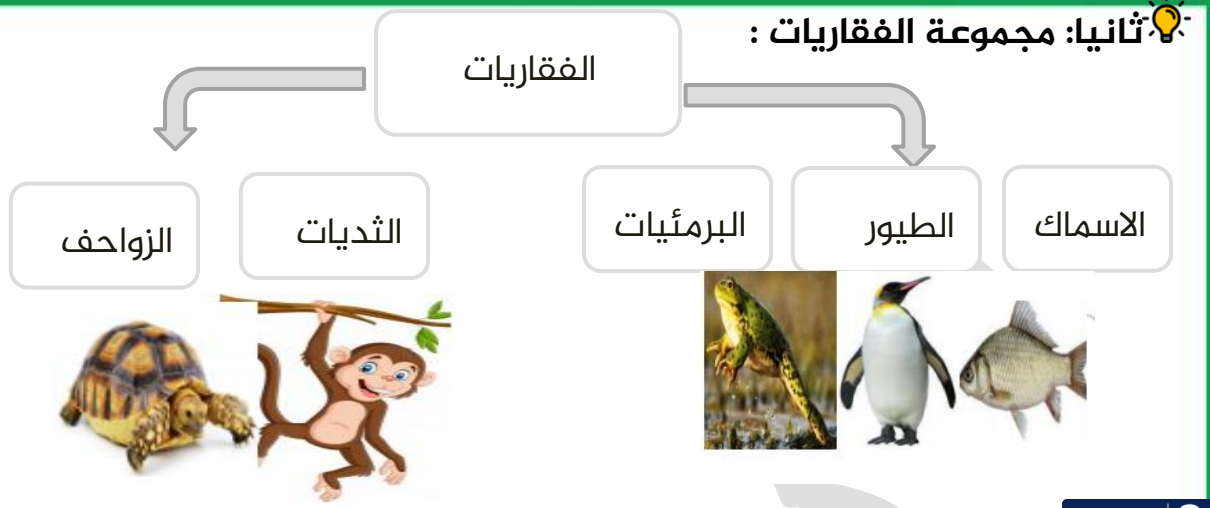 ثانيا: مجموعة الفقاريات :
الفقاريات
الاسماك
الطيور
البرمئيات
الثديات
الزواحف